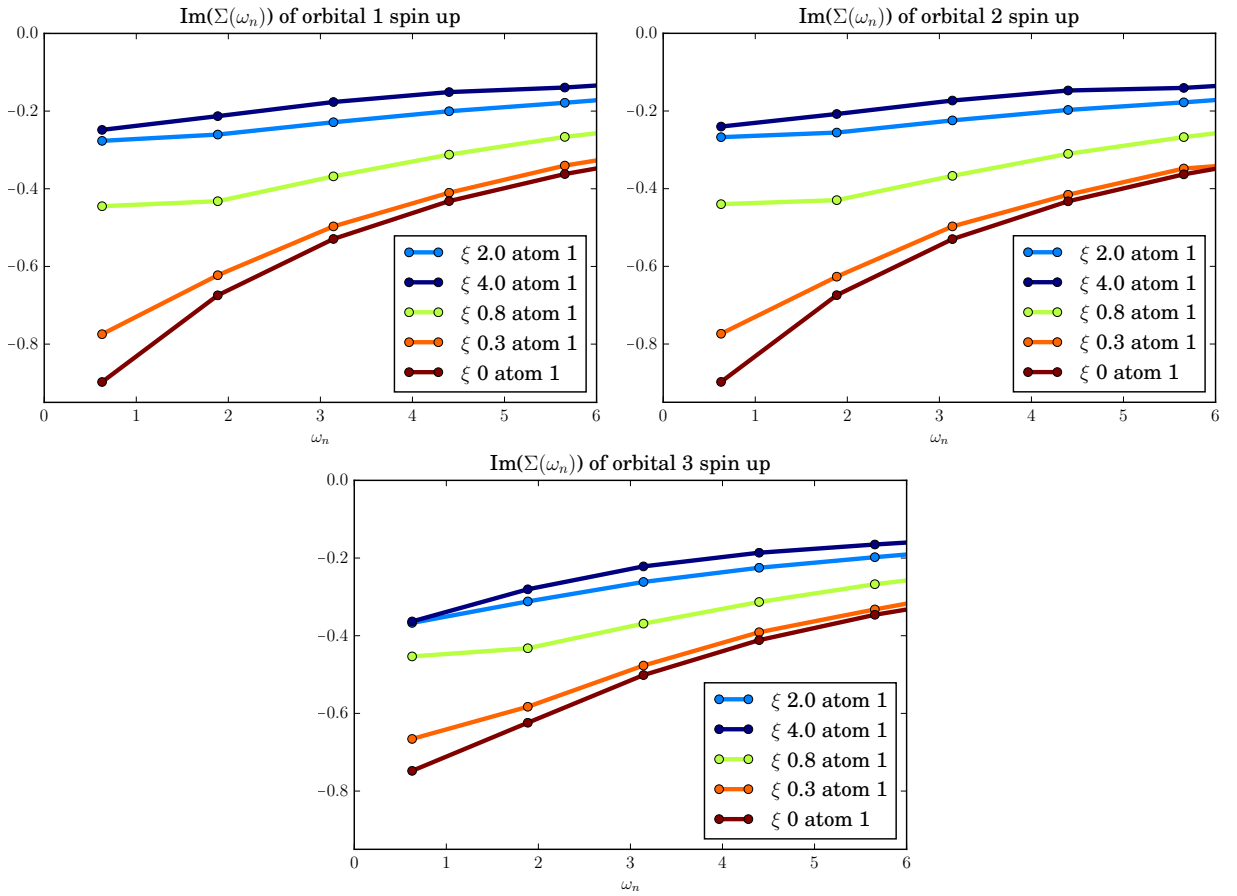 Im(Σ(ωn)) of orbital 1 spin up
0.0
−0.2
−0.4
−0.6
−0.8
ξ 2.0 atom 1
ξ 4.0 atom 1
ξ 0.8 atom 1
ξ 0.3 atom 1
ξ 0 atom 1
0 1 2 3 4 5 6
ωn
Im(Σ(ωn)) of orbital 2 spin up
0.0
−0.2
−0.4
−0.6
−0.8
ξ 2.0 atom 1
ξ 4.0 atom 1
ξ 0.8 atom 1
ξ 0.3 atom 1
ξ 0 atom 1
0 1 2 3 4 5 6
ωn
Im(Σ(ωn)) of orbital 3 spin up
0.0
−0.2
−0.4
−0.6
−0.8
ξ 2.0 atom 1
ξ 4.0 atom 1
ξ 0.8 atom 1
ξ 0.3 atom 1
ξ 0 atom 1
0 1 2 3 4 5 6
ωn